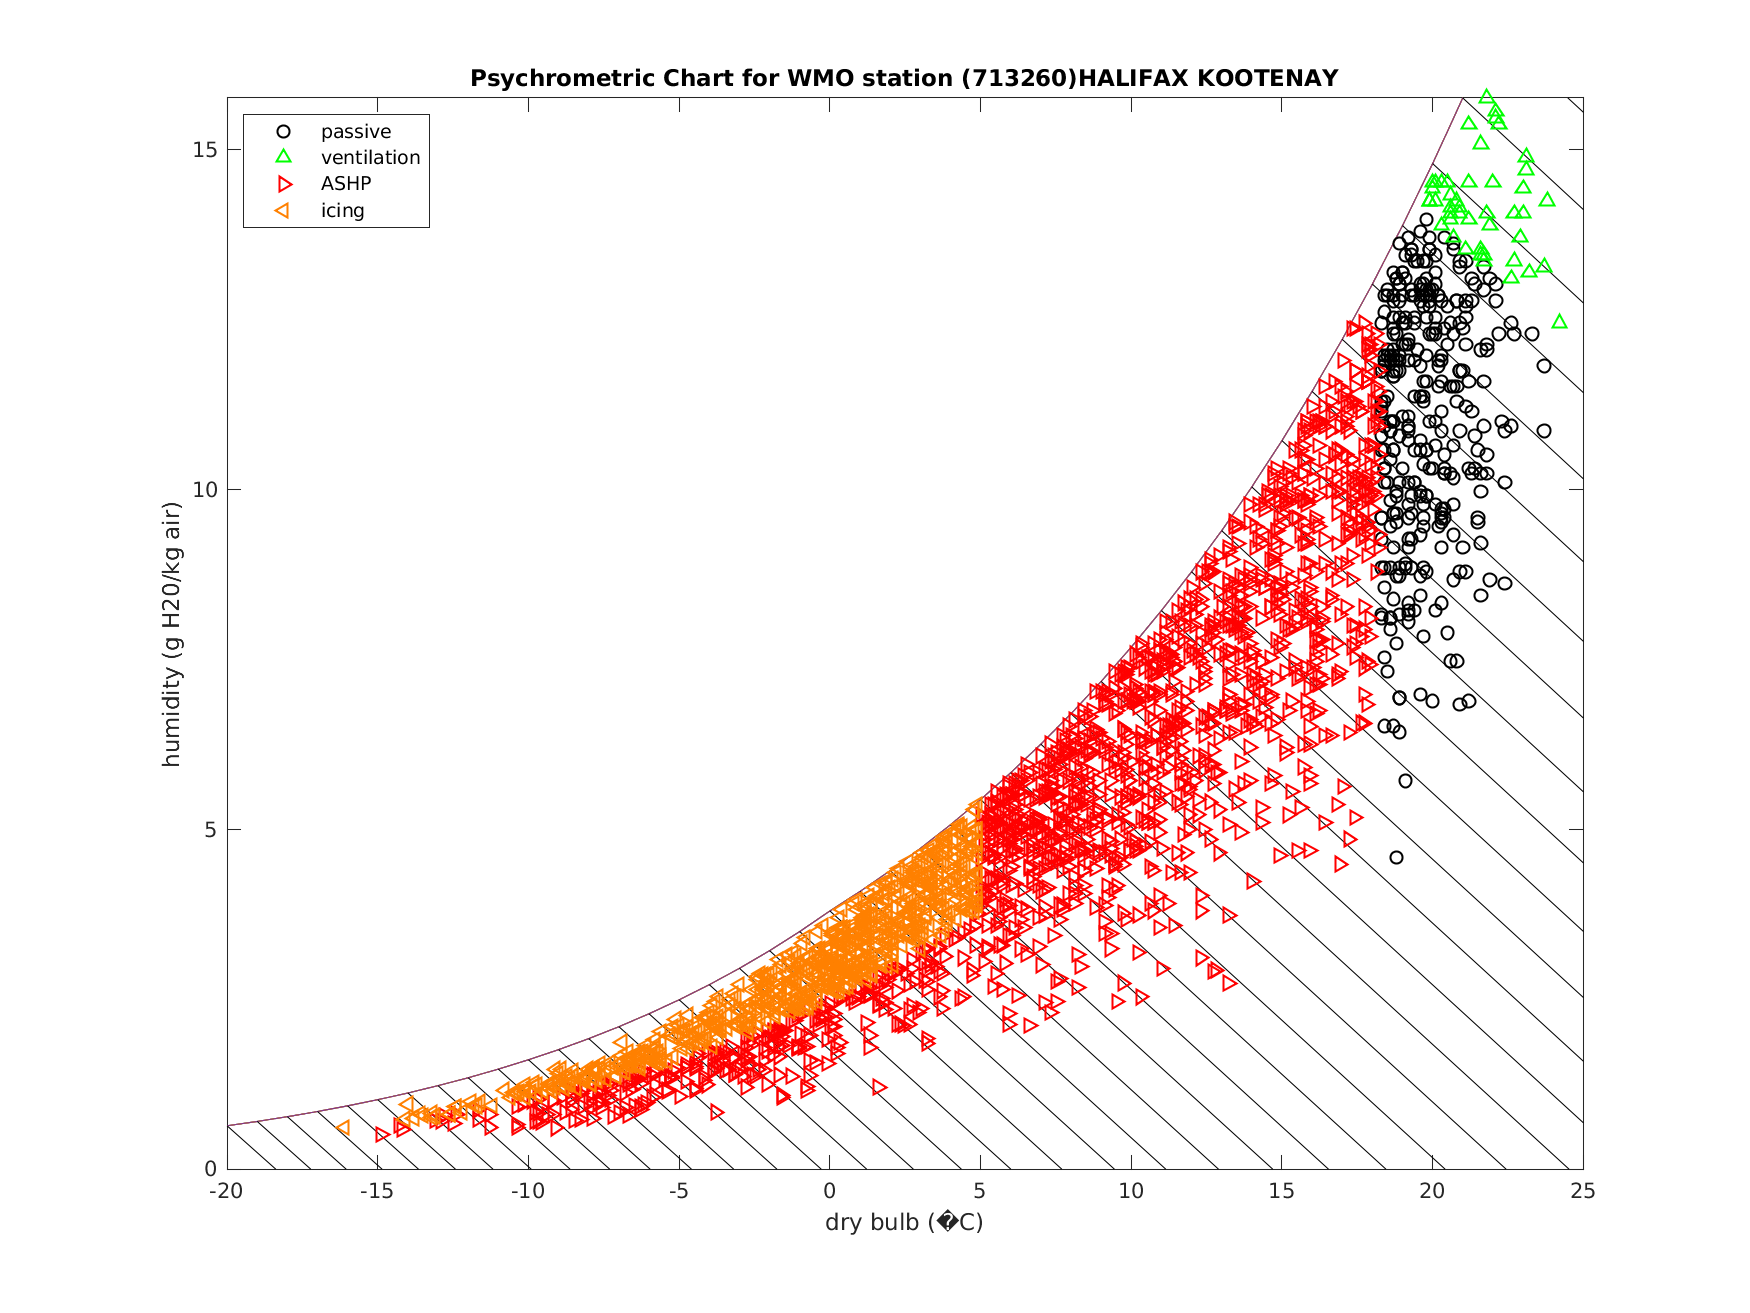 Psychrometric Chart for WMO station (713260)HALIFAX KOOTENAY
passive
ventilation
ASHP
icing
15
10
5
0
humidity (g H20/kg air)
-20 -15 -10 -5 0 5 10 15 20 25
dry bulb (�C)